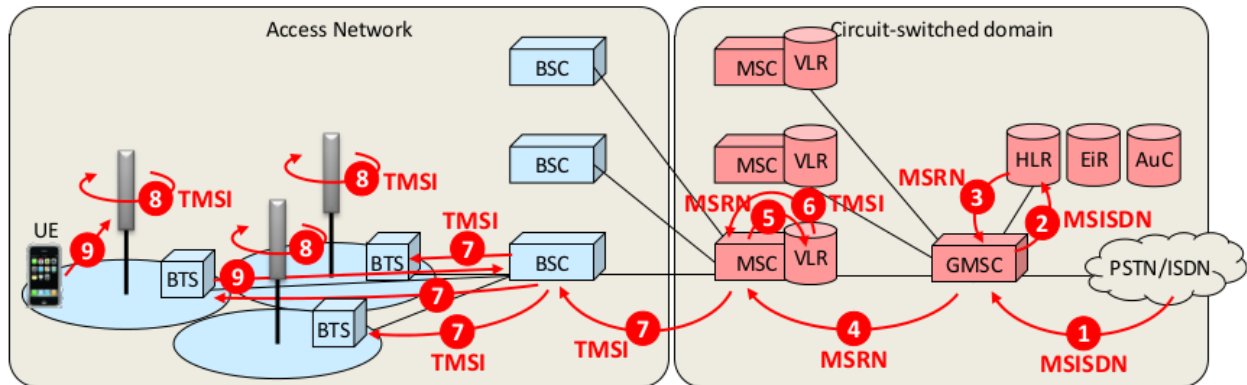 Access Network
Circuit-switched domain
BSC
MSC
VLR
BSC
MSC
VLR
HLR
EiR
AuC
MSRN
3
2
MSISDN
8
TMSI
8
TMSI
8
UE
9
BTS
9
BTS
TMSI
7
7
BTS
7
TMSI
BSC
7
TMSI
MSRN
5
6
TMSI
MSC
VLR
4
MSRN
GMSC
PSTN/ISDN
1
MSISDN